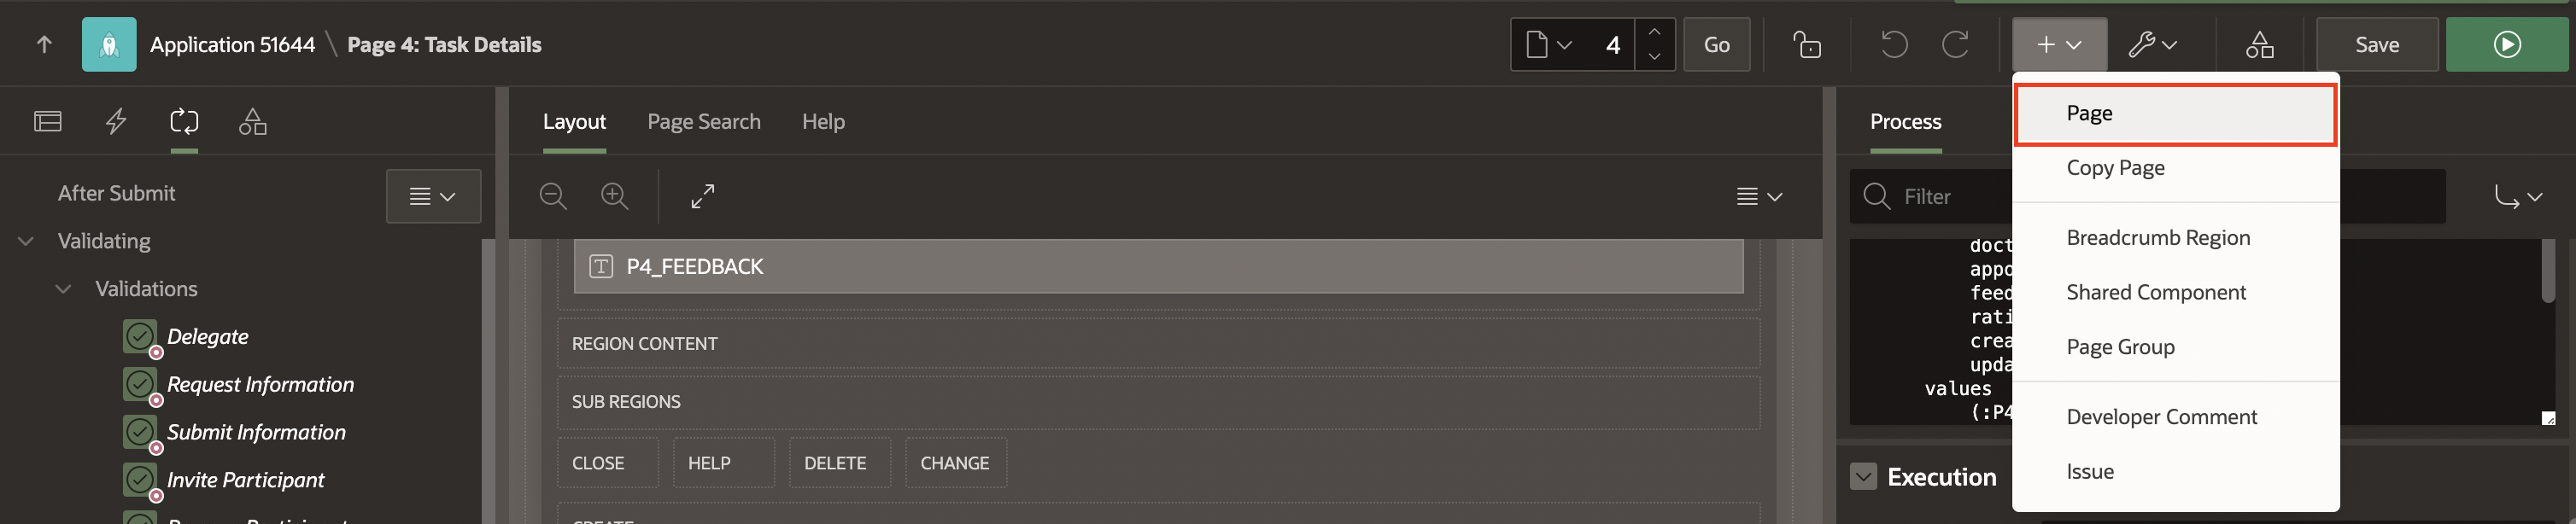 Application 51644 \ Page 4: Task Details
4
Go
Save
Layout
Page Search
Help
Process
After Submit
Validating
Validations
Delegate
Request Information
Submit Information
Invite Participant
P4_FEEDBACK
REGION CONTENT
SUB REGIONS
CLOSE
HELP
DELETE
CHANGE
Filter
doct
appo
feed
rati
crea
upda
values
(:P4
Execution
Page
Copy Page
Breadcrumb Region
Shared Component
Page Group
Developer Comment
Issue